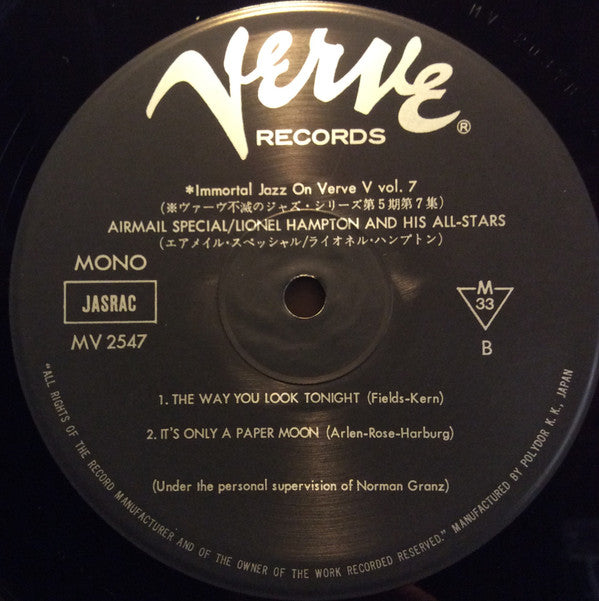 Verve
RECORDS
®
*Immortal Jazz On Verve V vol. 7
(※ヴァーヴ不滅のジャズ・シリーズ第5期第7集)
AIRMAIL SPECIAL/LIONEL HAMPTON AND HIS ALL-STARS
(エアメイル・スペッシャル/ライオネル・ハンプトン)
MONO
JASRAC
MV 2547
M
33
B
1. THE WAY YOU LOOK TONIGHT (Fields-Kern)
2. IT'S ONLY A PAPER MOON (Arlen-Rose-Harburg)
(Under the personal supervision of Norman Granz)
"ALL RIGHTS OF THE RECORD MANUFACTURER AND OF THE OWNER OF THE WORK RECORDED RESERVED." MANUFACTURED BY POLYDOR K.K., JAPAN